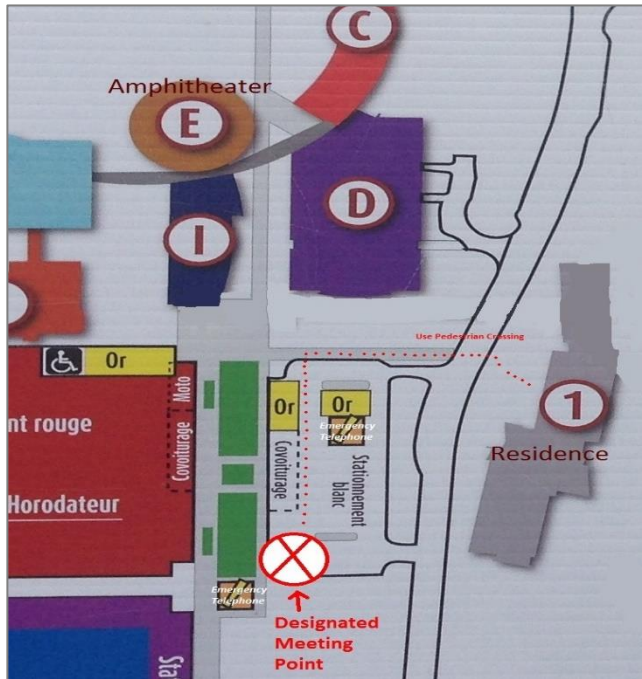 C
Amphitheater
E
D
I
Use Pedestrian Crossing
Or
Moto
Or
Or
1
Covoiturage
Emergency
Telephone
nt rouge
Covoiturage
Stationnement
blanc
Residence
Horodateur
Emergency
Telephone
Designated
Meeting
Point
Sta